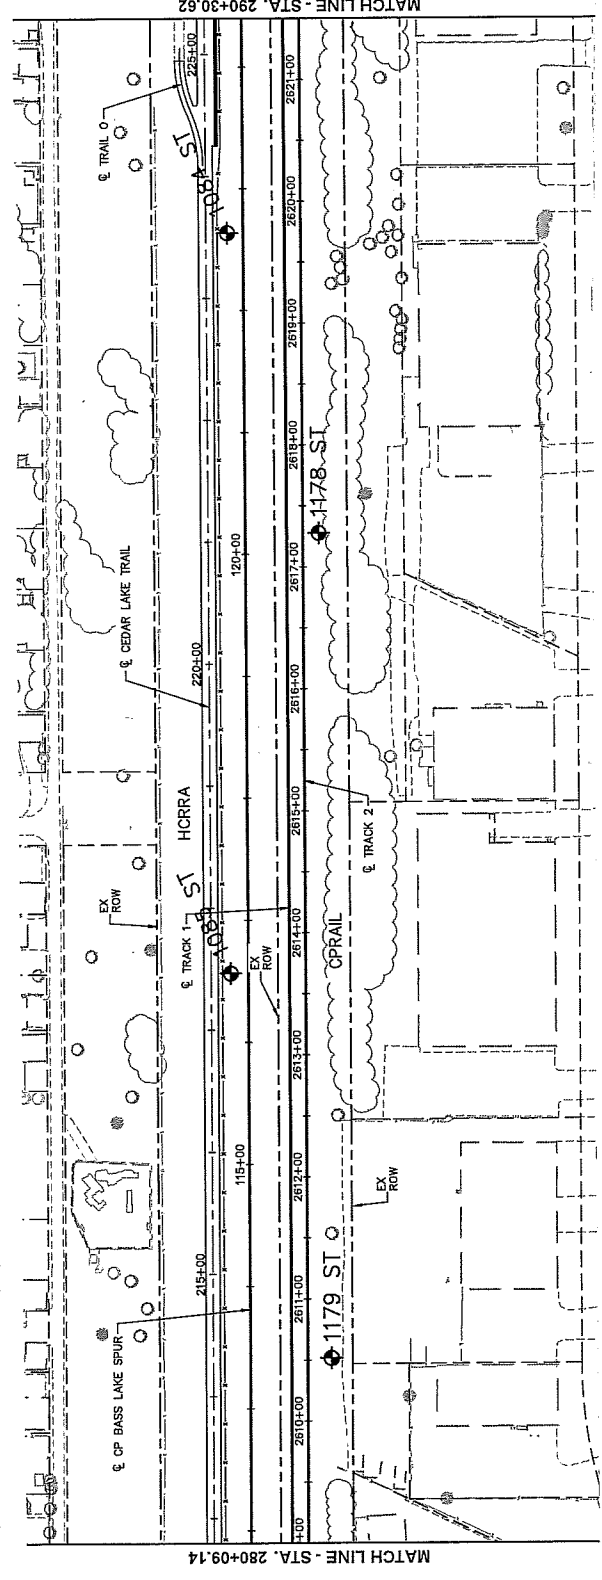 MATCH LINE - STA. 290+30.62
225+00
2621+00
℄ TRAIL O
1084 ST
2620+00
2619+00
2618+00
1178 ST
2617+00
120+00
℄ CEDAR LAKE TRAIL
220+00
2616+00
HCRRA
2615+00
℄ TRACK 2
EX
ROW
℄ TRACK 1
ST
2614+00
CPRAIL
EX
ROW
2613+00
115+00
2612+00
EX
ROW
215+00
2611+00
1179 ST
℄ CP BASS LAKE SPUR
2610+00
+00
MATCH LINE - STA. 280+09.14